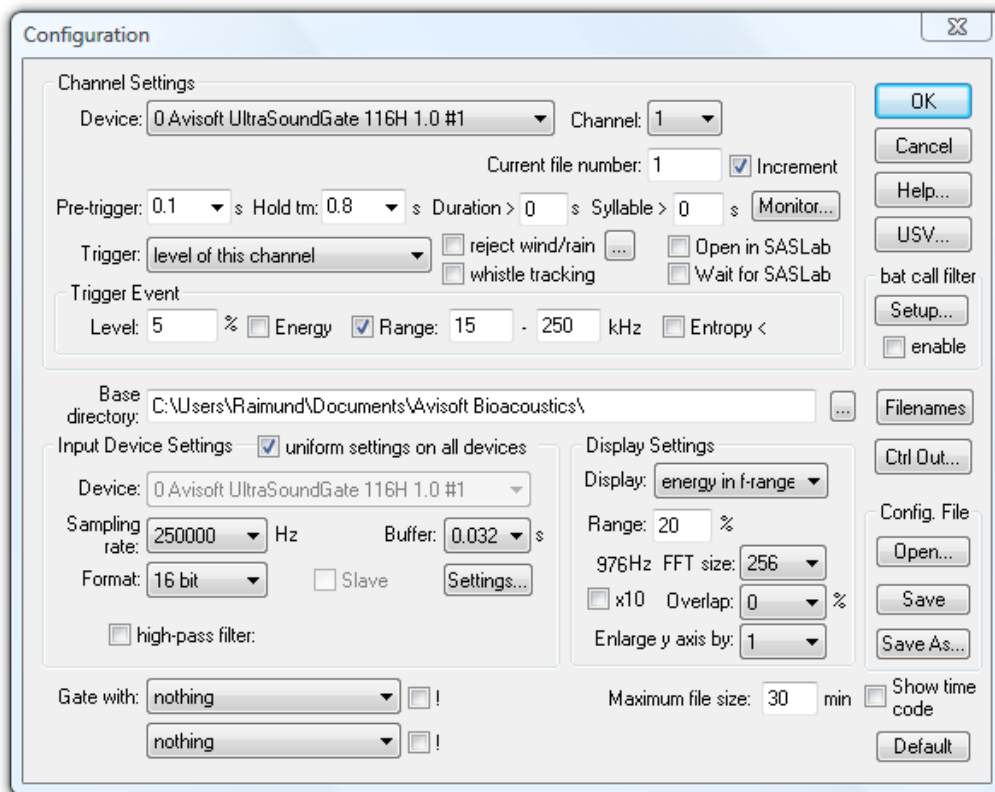 Configuration
Channel Settings
Device: 0 Avisoft UltraSoundGate 116H 1.0 #1 Channel: 1
OK
Current file number: 1 Increment
Cancel
Pre-trigger: 0.1 s Hold tm: 0.8 s Duration > 0 s Syllable > 0 s Monitor...
Help...
Trigger: level of this channel reject wind/rain ... Open in SASLab
whistle tracking Wait for SASLab
USV...
Trigger Event
Level: 5 % Energy Range: 15 - 250 kHz Entropy <
bat call filter
Setup...
enable
Base directory: C:\Users\Raimund\Documents\Avisoft Bioacoustics\ ...
Filenames
Input Device Settings uniform settings on all devices
Device: 0 Avisoft UltraSoundGate 116H 1.0 #1
Sampling rate: 250000 Hz Buffer: 0.032 s
Format: 16 bit Slave Settings...
high-pass filter:
Display Settings
Display: energy in f-range
Range: 20 %
976Hz FFT size: 256
x10 Overlap: 0 %
Enlarge y axis by: 1
Ctrl Out...
Config. File
Open...
Save
Save As...
Gate with: nothing !
nothing !
Maximum file size: 30 min
Show time code
Default